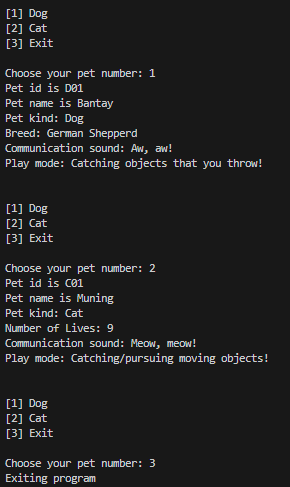 [1] Dog
[2] Cat
[3] Exit
Choose your pet number: 1
Pet id is D01
Pet name is Bantay
Pet kind: Dog
Breed: German Shepperd
Communication sound: Aw, aw!
Play mode: Catching objects that you throw!
[1] Dog
[2] Cat
[3] Exit
Choose your pet number: 2
Pet id is C01
Pet name is Muning
Pet kind: Cat
Number of Lives: 9
Communication sound: Meow, meow!
Play mode: Catching/pursuing moving objects!
[1] Dog
[2] Cat
[3] Exit
Choose your pet number: 3
Exiting program